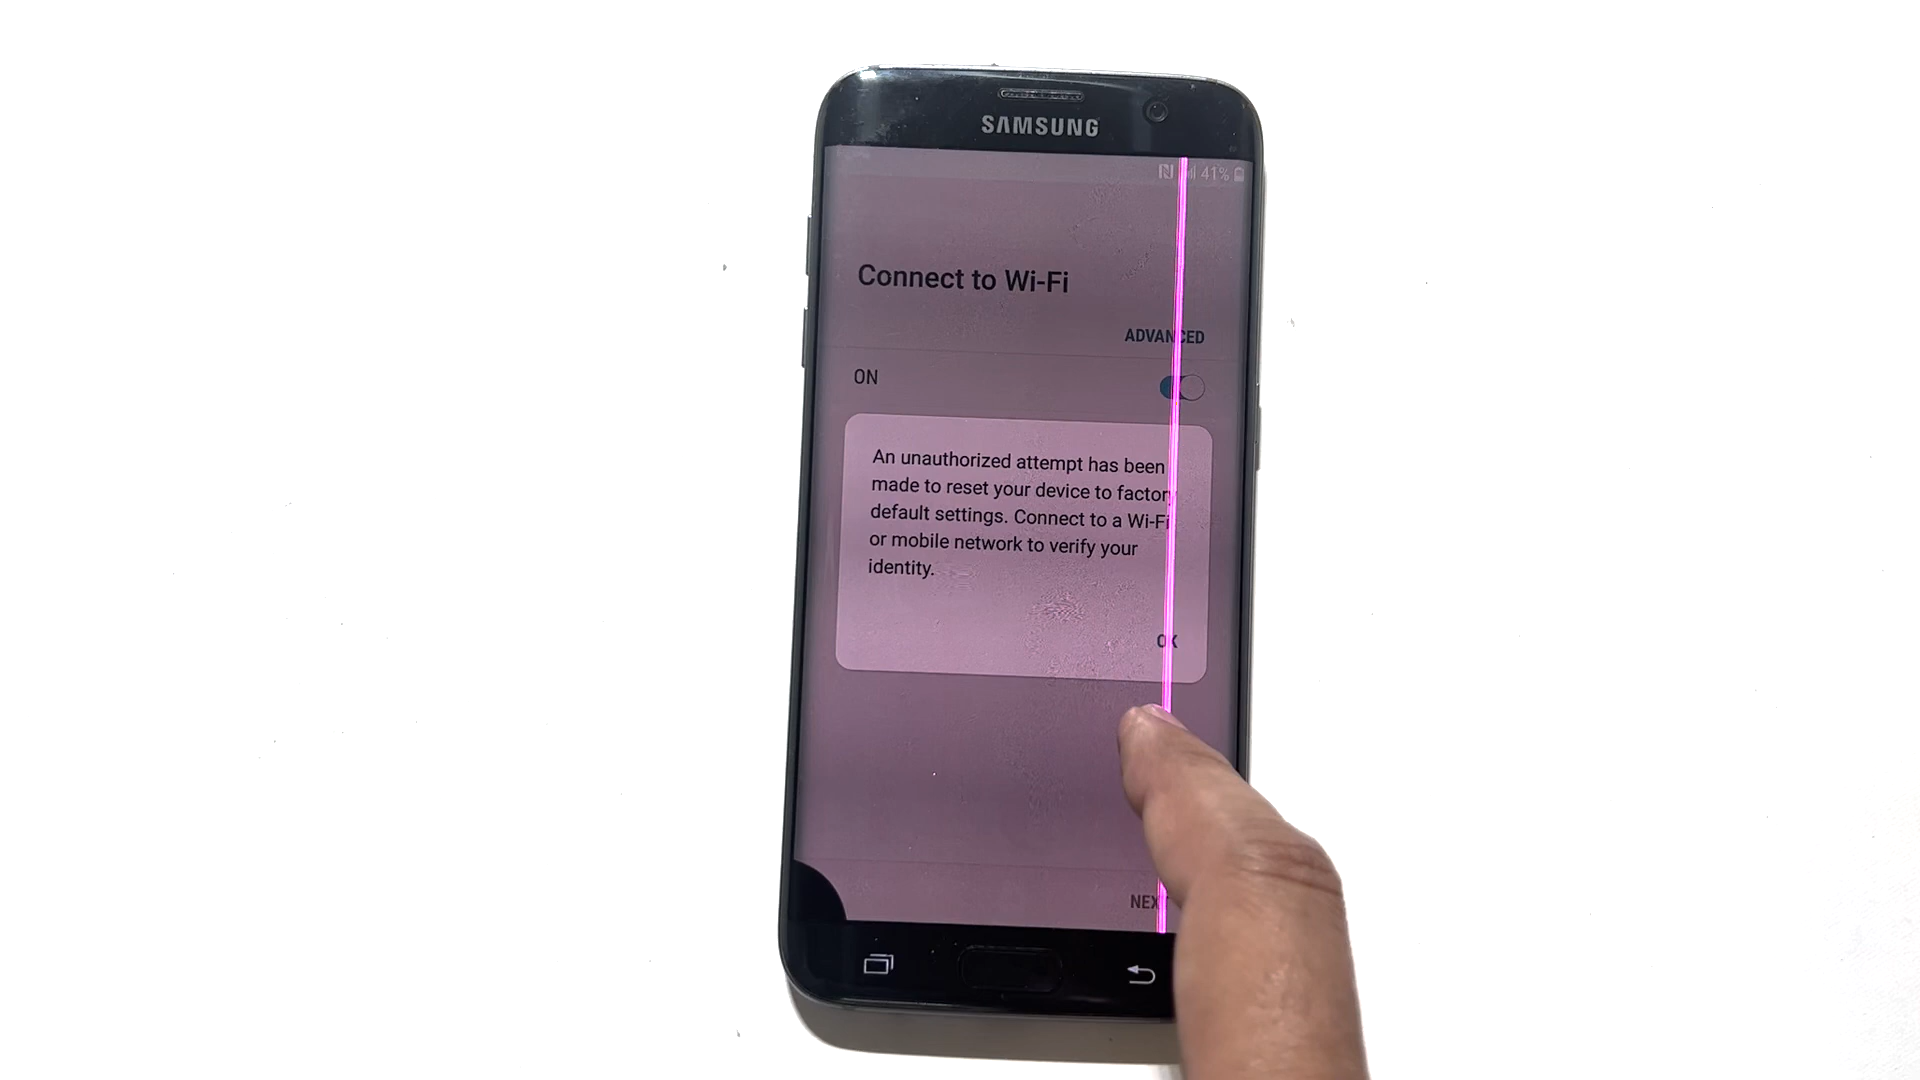 SAMSUNG
41%
Connect to Wi-Fi
ADVANCED
ON
An unauthorized attempt has been
made to reset your device to factory
default settings. Connect to a Wi-Fi
or mobile network to verify your
identity.
OK
NEXT